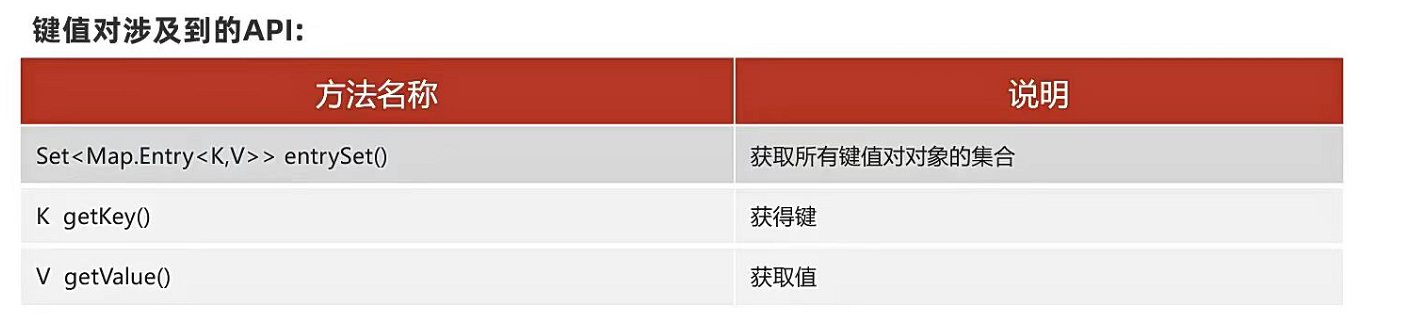 键值对涉及到的API:
方法名称 说明
Set<Map.Entry<K,V>> entrySet() 获取所有键值对对象的集合
K getKey() 获得键
V getValue() 获取值